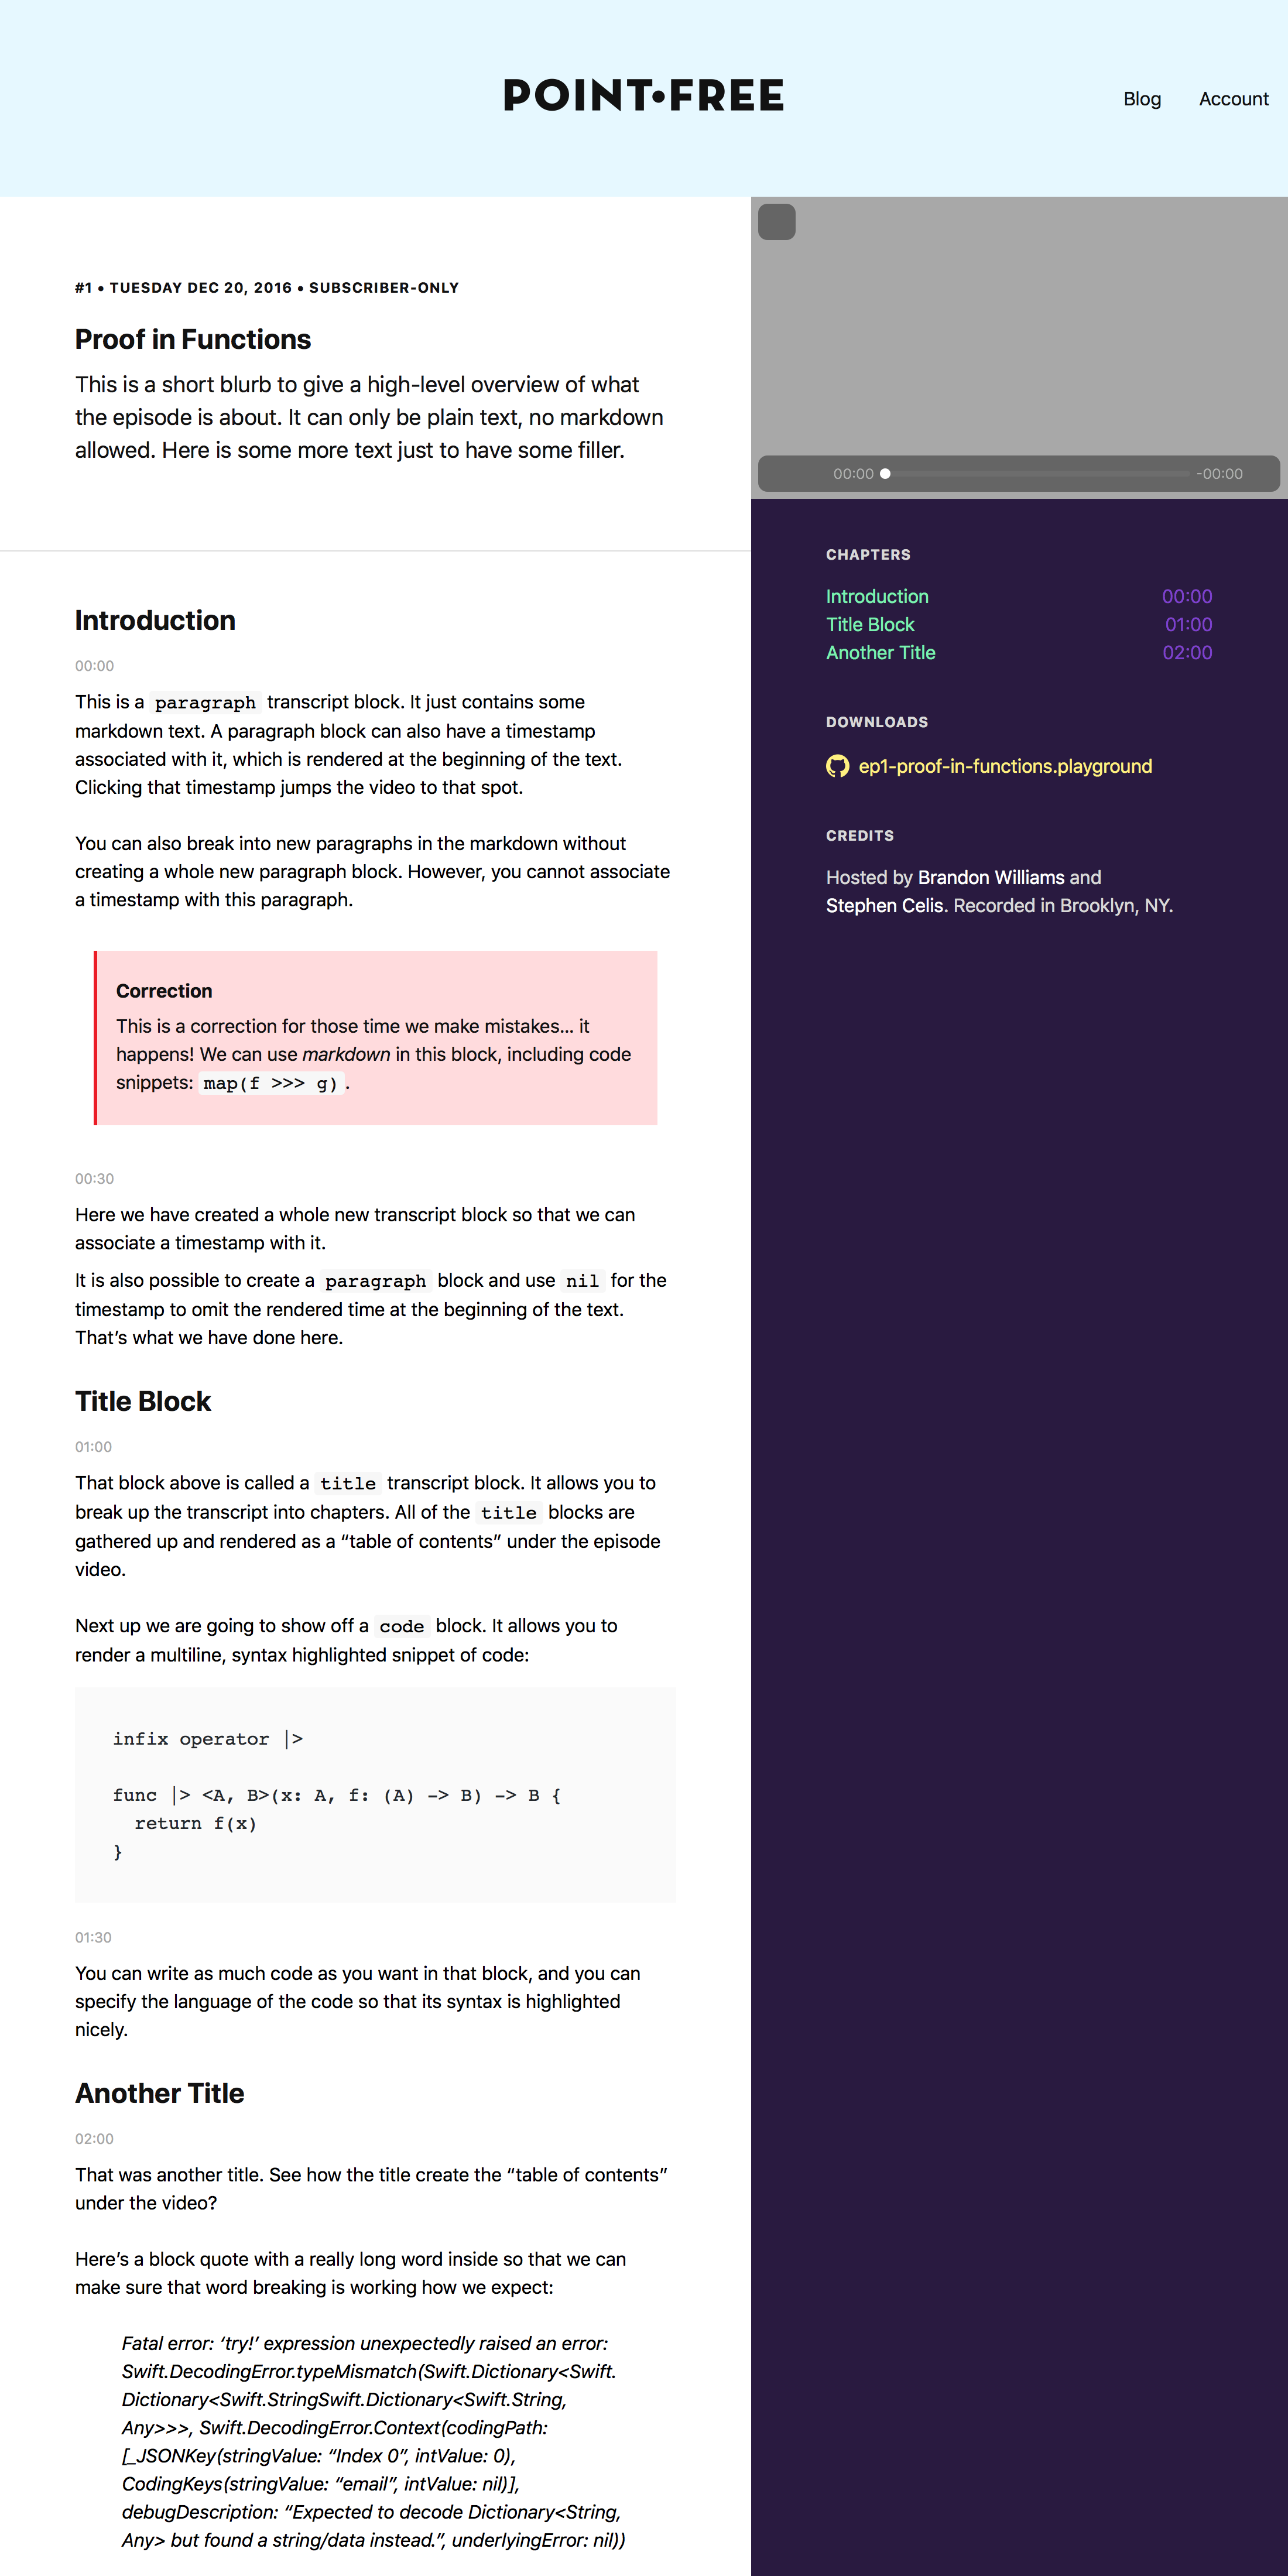 POINT•FREE
Blog
Account
#1 • TUESDAY DEC 20, 2016 • SUBSCRIBER-ONLY
Proof in Functions
This is a short blurb to give a high-level overview of what
the episode is about. It can only be plain text, no markdown
allowed. Here is some more text just to have some filler.
Introduction
00:00
This is a paragraph transcript block. It just contains some
markdown text. A paragraph block can also have a timestamp
associated with it, which is rendered at the beginning of the text.
Clicking that timestamp jumps the video to that spot.
You can also break into new paragraphs in the markdown without
creating a whole new paragraph block. However, you cannot associate
a timestamp with this paragraph.
Correction
This is a correction for those time we make mistakes… it
happens! We can use markdown in this block, including code
snippets: map(f >>> g).
00:30
Here we have created a whole new transcript block so that we can
associate a timestamp with it.
It is also possible to create a paragraph block and use nil for the
timestamp to omit the rendered time at the beginning of the text.
That’s what we have done here.
Title Block
01:00
That block above is called a title transcript block. It allows you to
break up the transcript into chapters. All of the title blocks are
gathered up and rendered as a “table of contents” under the episode
video.
Next up we are going to show off a code block. It allows you to
render a multiline, syntax highlighted snippet of code:
infix operator |>
func |> <A, B>(x: A, f: (A) -> B) -> B {
  return f(x)
}
01:30
You can write as much code as you want in that block, and you can
specify the language of the code so that its syntax is highlighted
nicely.
Another Title
02:00
That was another title. See how the title create the “table of contents”
under the video?
Here’s a block quote with a really long word inside so that we can
make sure that word breaking is working how we expect:
Fatal error: ‘try!’ expression unexpectedly raised an error:
Swift.DecodingError.typeMismatch(Swift.Dictionary<Swift.
Dictionary<Swift.StringSwift.Dictionary<Swift.String,
Any>>>, Swift.DecodingError.Context(codingPath:
[_JSONKey(stringValue: “Index 0”, intValue: 0),
CodingKeys(stringValue: “email”, intValue: nil)],
debugDescription: “Expected to decode Dictionary<String,
Any> but found a string/data instead.”, underlyingError: nil))
00:00
-00:00
CHAPTERS
Introduction 00:00
Title Block 01:00
Another Title 02:00
DOWNLOADS
ep1-proof-in-functions.playground
CREDITS
Hosted by Brandon Williams and
Stephen Celis. Recorded in Brooklyn, NY.